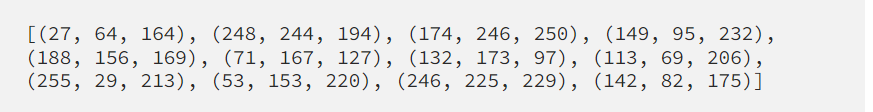 [(27, 64, 164), (248, 244, 194), (174, 246, 250), (149, 95, 232),
(188, 156, 169), (71, 167, 127), (132, 173, 97), (113, 69, 206),
(255, 29, 213), (53, 153, 220), (246, 225, 229), (142, 82, 175)]